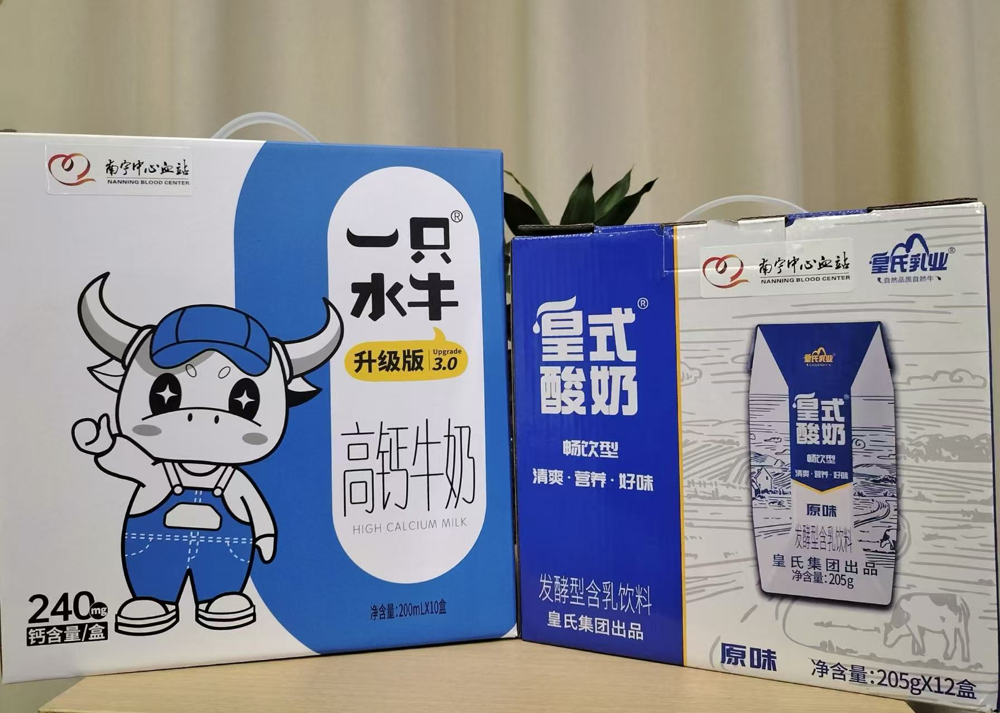 南宁中心血站
NANNING BLOOD CENTER
一只®
水牛
升级版 Upgrade 3.0
高钙牛奶
HIGH CALCIUM MILK
240mg
钙含量/盒
净含量:200mLX10盒
南宁中心血站
NANNING BLOOD CENTER
皇氏乳业®
自然品质自然牛
皇式®
酸奶
畅饮型
清爽·营养·好味
发酵型含乳饮料
皇氏集团出品
皇氏乳业
皇式®
酸奶
畅饮型
清爽·营养·好味
原味
发酵型含乳饮料
皇氏集团出品
净含量:205g
原味
净含量:205gX12盒